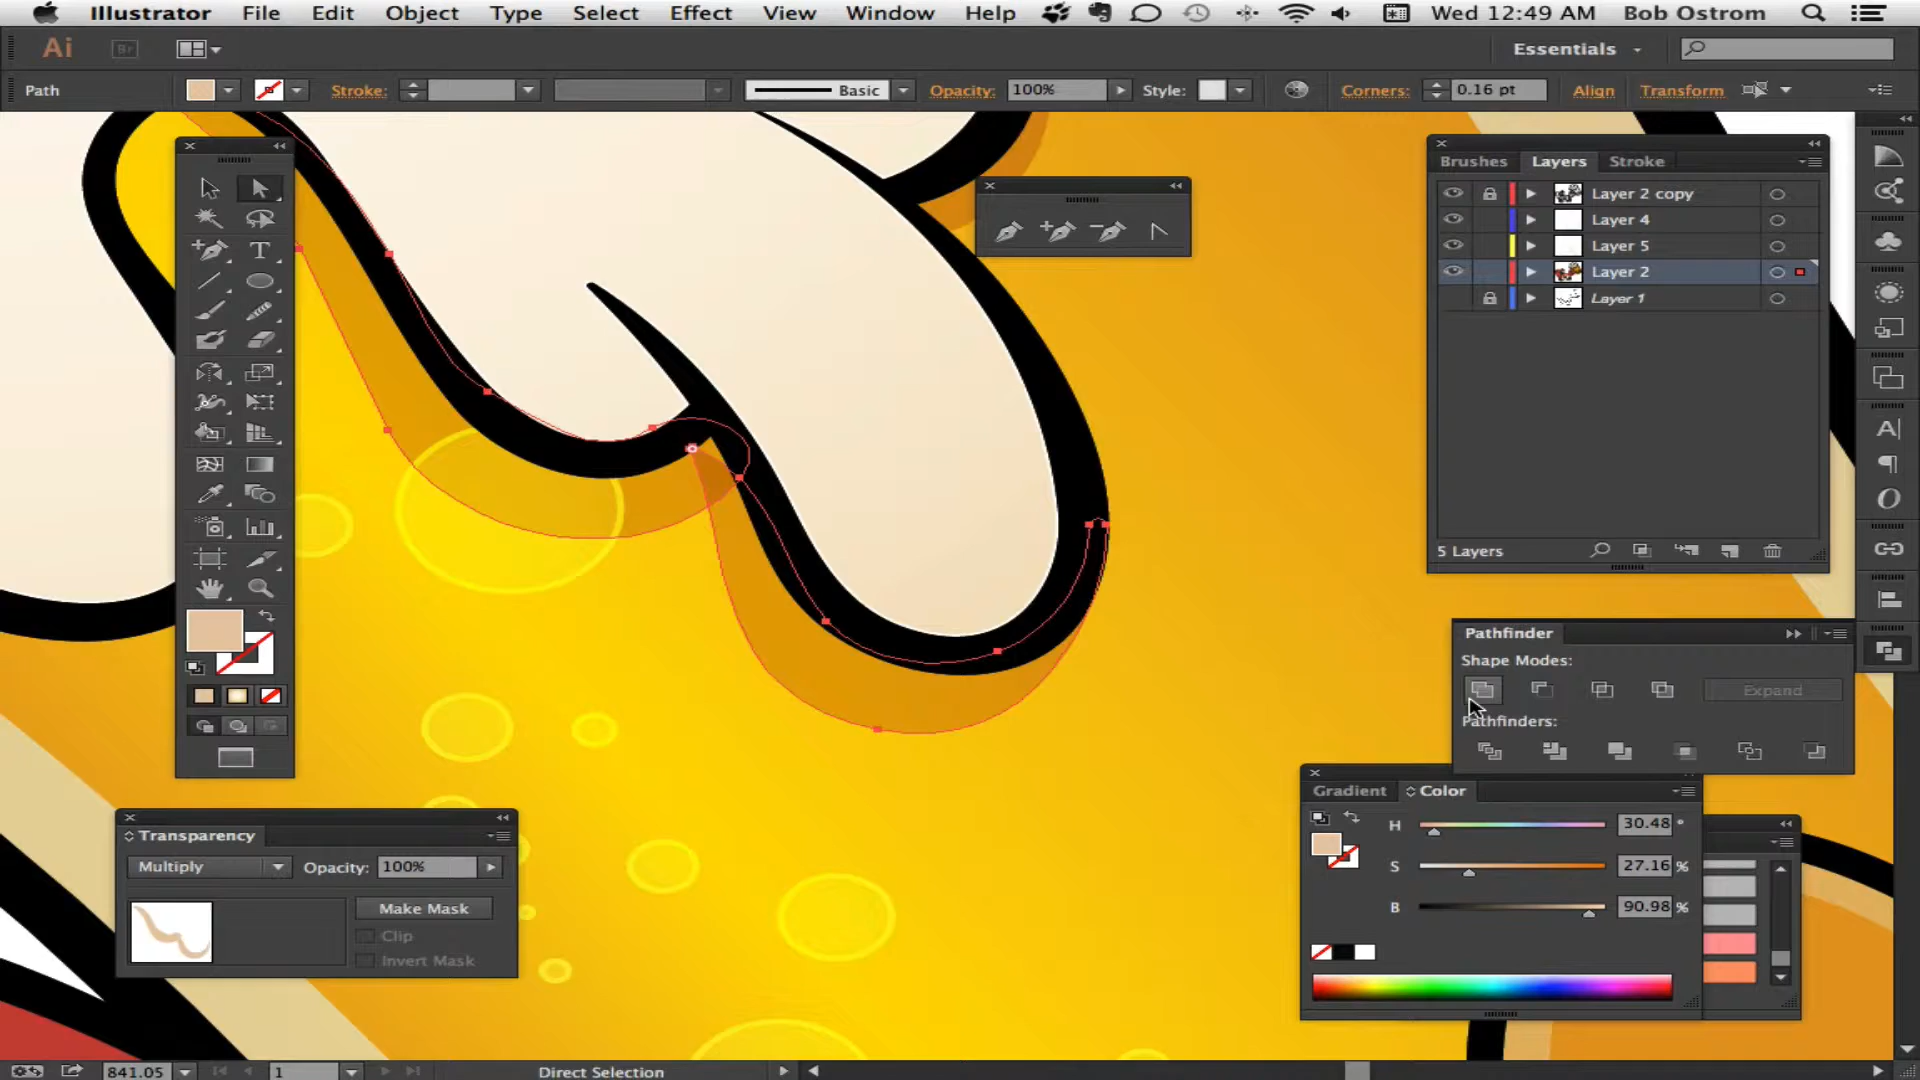 Illustrator File Edit Object Type Select Effect View Window Help Wed 12:49 AM Bob Ostrom
Ai Br Essentials
Path Stroke: Basic Opacity: 100% Style: Corners: 0.16 pt Align Transform
Brushes Layers Stroke
Layer 2 copy
Layer 4
Layer 5
Layer 2
Layer 1
5 Layers
Pathfinder
Shape Modes:
Expand
Pathfinders:
Gradient Color
H 30.48 °
S 27.16 %
B 90.98 %
Transparency
Multiply Opacity: 100%
Make Mask
Clip
Invert Mask
841.05 1 Direct Selection